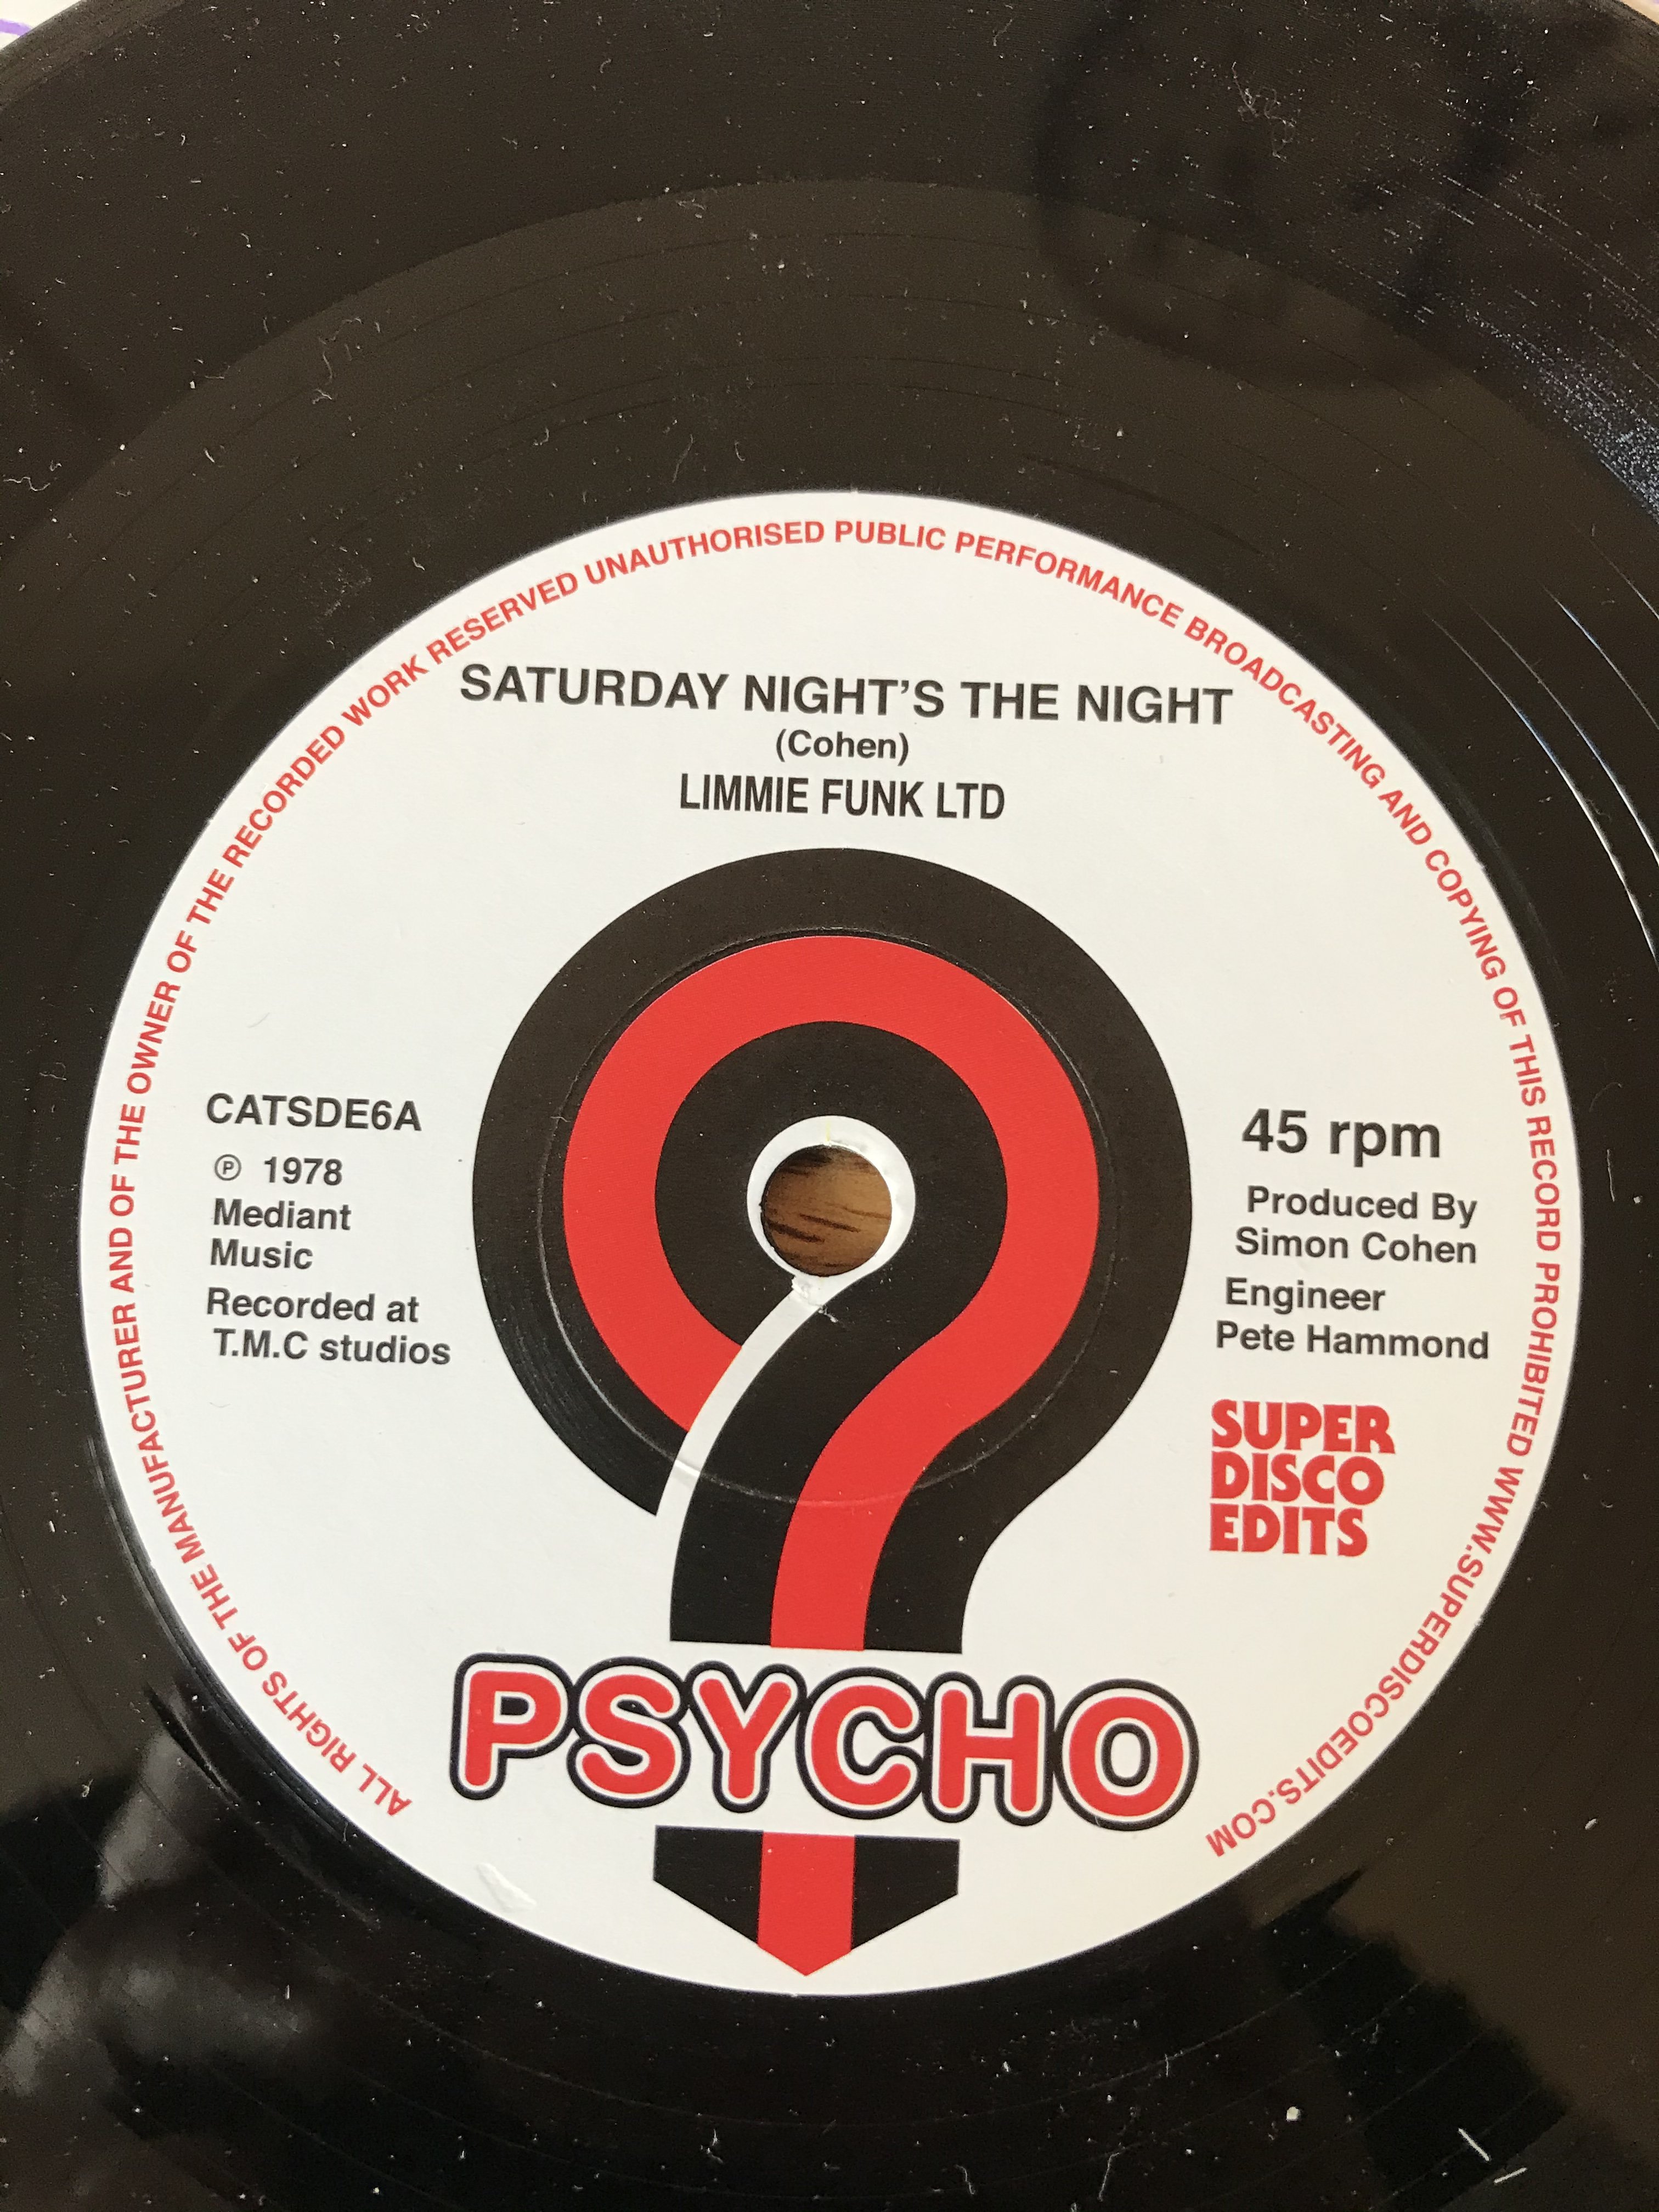 ALL RIGHTS OF THE MANUFACTURER AND OF THE OWNER OF THE RECORDED WORK RESERVED UNAUTHORISED PUBLIC PERFORMANCE BROADCASTING AND COPYING OF THIS RECORD PROHIBITED WWW.SUPERDISCOEDITS.COM
SATURDAY NIGHT’S THE NIGHT
(Cohen)
LIMMIE FUNK LTD
CATSDE6A
℗ 1978
Mediant
Music
Recorded at
T.M.C studios
45 rpm
Produced By
Simon Cohen
Engineer
Pete Hammond
SUPER
DISCO
EDITS
PSYCHO